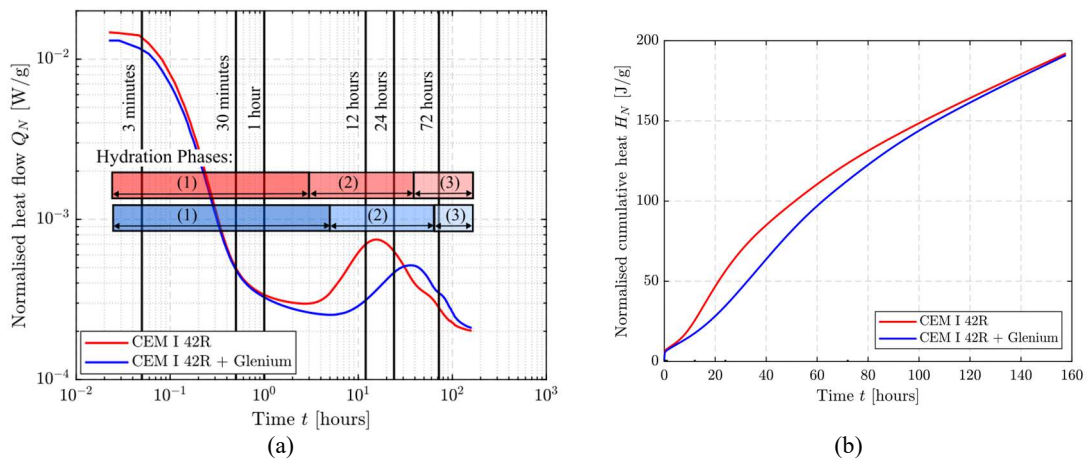 10^{-2}
10^{-3}
10^{-4}
Normalised heat flow Q_N [W/g]
3 minutes
30 minutes
1 hour
12 hours
24 hours
72 hours
Hydration Phases:
(1) (2) (3)
(1) (2) (3)
CEM I 42R
CEM I 42R + Glenium
10^{-2} 10^{-1} 10^{0} 10^{1} 10^{2} 10^{3}
Time t [hours]
(a)
200
150
100
50
0
Normalised cumulative heat H_N [J/g]
CEM I 42R
CEM I 42R + Glenium
0 20 40 60 80 100 120 140 160
Time t [hours]
(b)